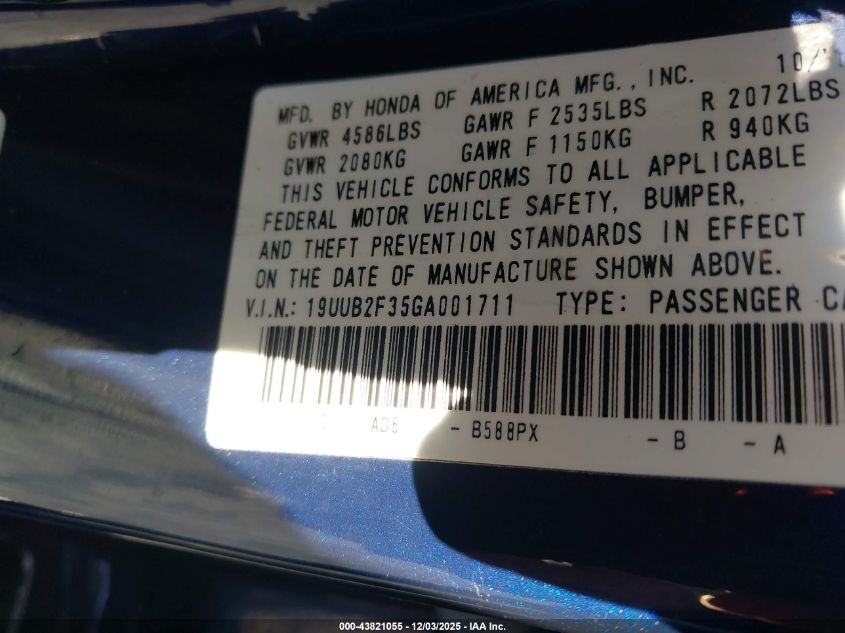 10/
MFD. BY HONDA OF AMERICA MFG., INC.
GVWR 4586LBS GAWR F 2535LBS R 2072LBS
GVWR 2080KG GAWR F 1150KG R 940KG
THIS VEHICLE CONFORMS TO ALL APPLICABLE
FEDERAL MOTOR VEHICLE SAFETY, BUMPER,
AND THEFT PREVENTION STANDARDS IN EFFECT
ON THE DATE OF MANUFACTURE SHOWN ABOVE.
V.I.N.: 19UUB2F35GA001711 TYPE: PASSENGER CA
- B588PX - B - A
000-43821055 - 12/03/2025 - IAA Inc.